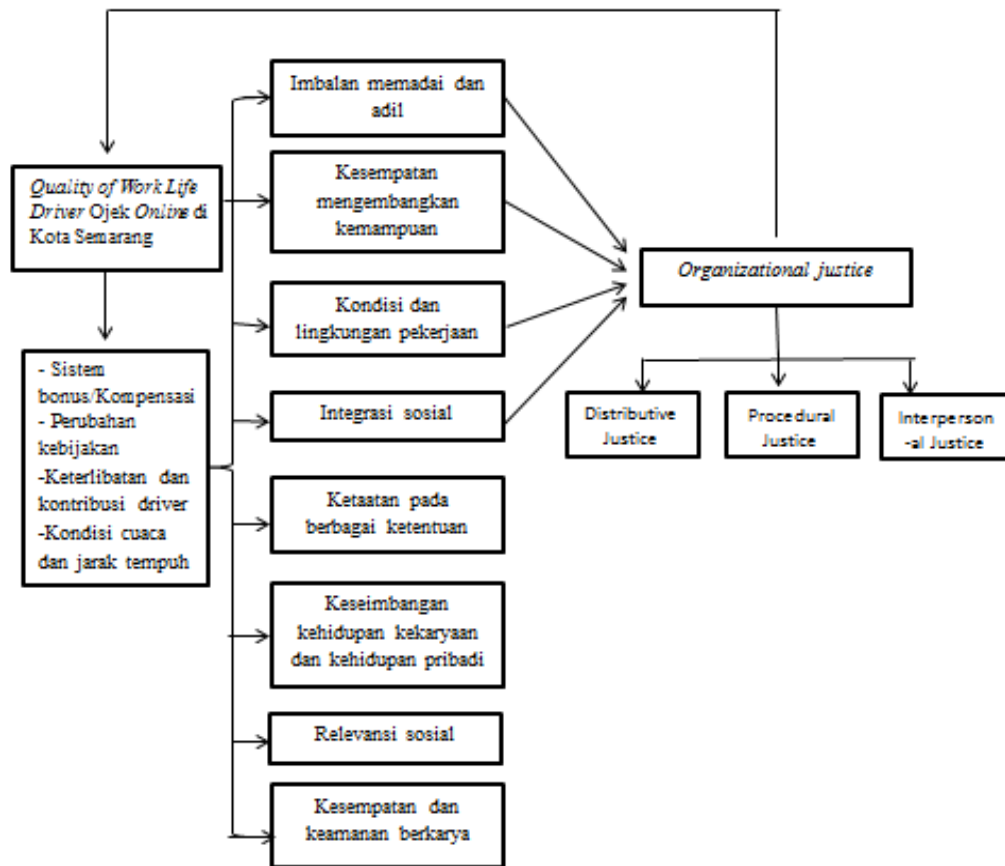 Quality of Work Life
Driver Ojek Online di
Kota Semarang
- Sistem
bonus/Kompensasi
- Perubahan
kebijakan
-Keterlibatan dan
kontribusi driver
-Kondisi cuaca
dan jarak tempuh
Imbalan memadai dan
adil
Kesempatan
mengembangkan
kemampuan
Kondisi dan
lingkungan pekerjaan
Integrasi sosial
Ketaatan pada
berbagai ketentuan
Keseimbangan
kehidupan kekaryaan
dan kehidupan pribadi
Relevansi sosial
Kesempatan dan
keamanan berkarya
Organizational justice
Distributive
Justice
Procedural
Justice
Interperson
-al Justice